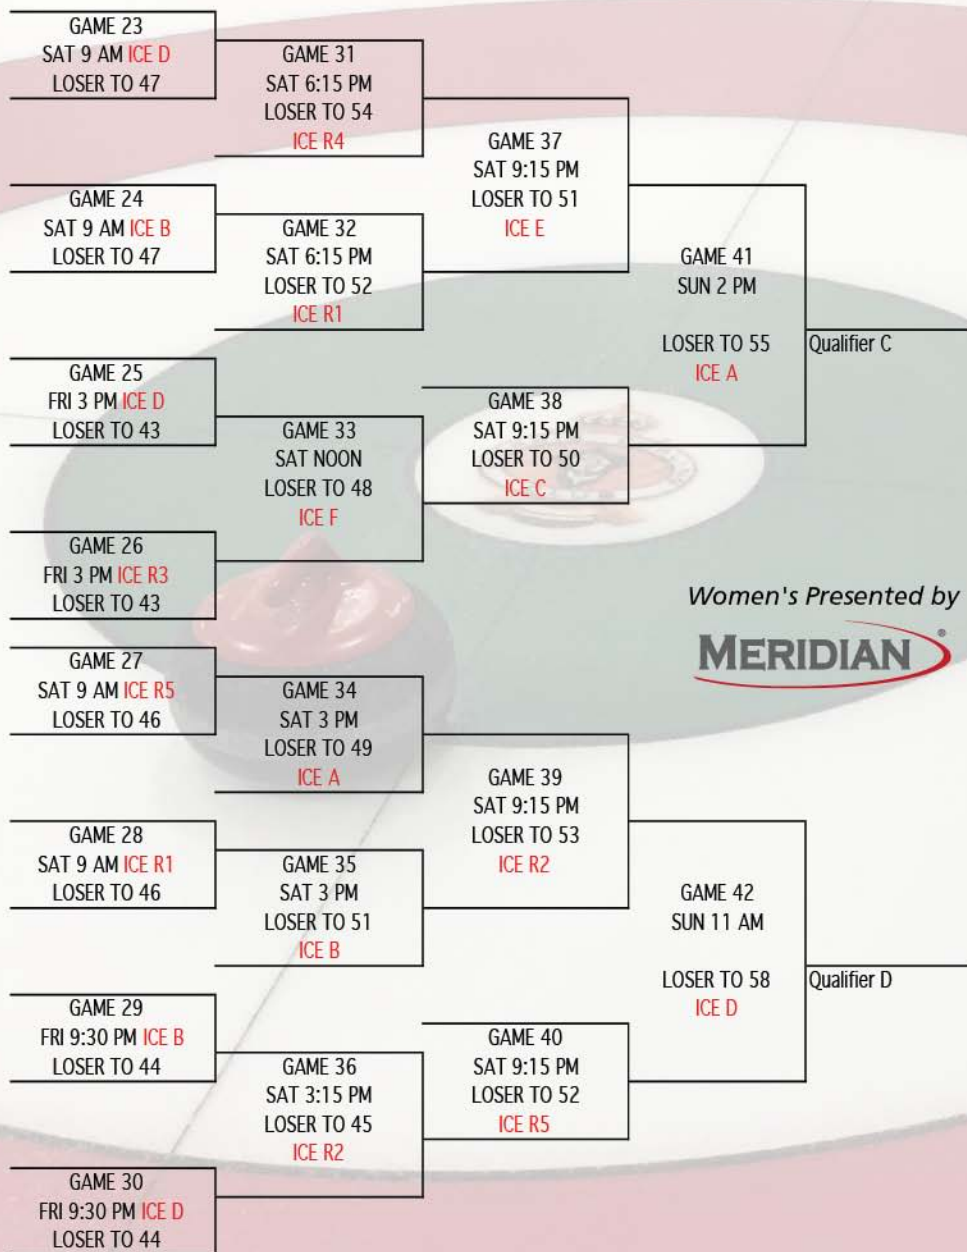 GAME 23
SAT 9 AM ICE D
LOSER TO 47
GAME 24
SAT 9 AM ICE B
LOSER TO 47
GAME 25
FRI 3 PM ICE D
LOSER TO 43
GAME 26
FRI 3 PM ICE R3
LOSER TO 43
GAME 27
SAT 9 AM ICE R5
LOSER TO 46
GAME 28
SAT 9 AM ICE R1
LOSER TO 46
GAME 29
FRI 9:30 PM ICE B
LOSER TO 44
GAME 30
FRI 9:30 PM ICE D
LOSER TO 44
GAME 31
SAT 6:15 PM
LOSER TO 54
ICE R4
GAME 32
SAT 6:15 PM
LOSER TO 52
ICE R1
GAME 33
SAT NOON
LOSER TO 48
ICE F
GAME 34
SAT 3 PM
LOSER TO 49
ICE A
GAME 35
SAT 3 PM
LOSER TO 51
ICE B
GAME 36
SAT 3:15 PM
LOSER TO 45
ICE R2
GAME 37
SAT 9:15 PM
LOSER TO 51
ICE E
GAME 38
SAT 9:15 PM
LOSER TO 50
ICE C
GAME 39
SAT 9:15 PM
LOSER TO 53
ICE R2
GAME 40
SAT 9:15 PM
LOSER TO 52
ICE R5
GAME 41
SUN 2 PM
LOSER TO 55
ICE A
GAME 42
SUN 11 AM
LOSER TO 58
ICE D
Qualifier C
Women's Presented by
MERIDIAN®
Qualifier D